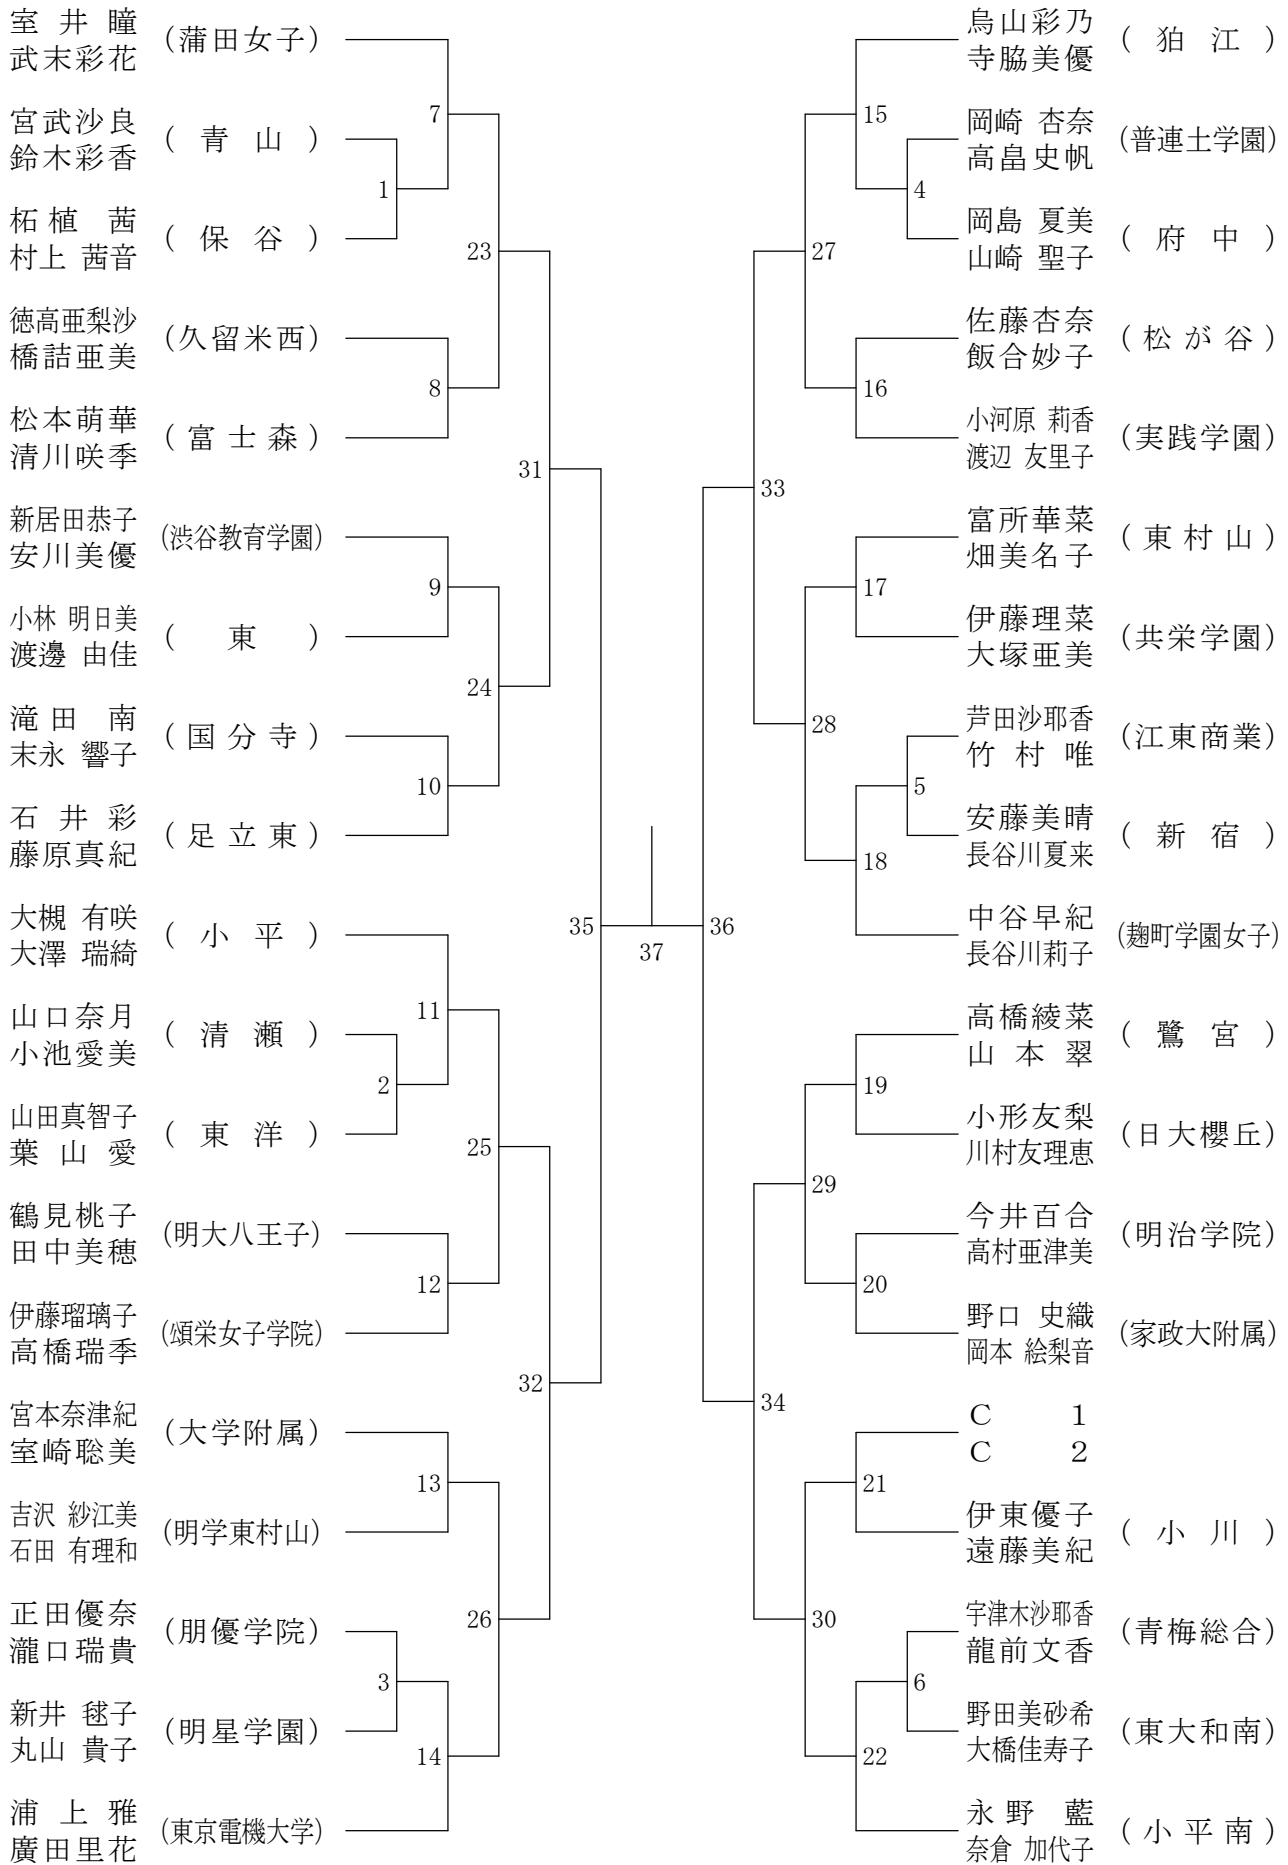 室井瞳
武末彩花
(蒲田女子)
宮武沙良
鈴木彩香
(青山)
柘植 茜
村上 茜音
(保谷)
徳高亜梨沙
橋詰亜美
(久留米西)
松本萌華
清川咲季
(富士森)
新居田恭子
安川美優
(渋谷教育学園)
小林 明日美
渡邊 由佳
(東)
滝田 南
末永 響子
(国分寺)
石井彩
藤原真紀
(足立東)
大槻 有咲
大澤 瑞綺
(小平)
山口奈月
小池愛美
(清瀬)
山田真智子
葉山愛
(東洋)
鶴見桃子
田中美穂
(明大八王子)
伊藤瑠璃子
高橋瑞季
(頌栄女子学院)
宮本奈津紀
室崎聡美
(大学附属)
吉沢 紗江美
石田 有理和
(明学東村山)
正田優奈
瀧口瑞貴
(朋優学院)
新井 毬子
丸山 貴子
(明星学園)
浦上雅
廣田里花
(東京電機大学)
1
2
3
7
8
9
10
11
12
13
14
23
24
25
26
31
32
35
37
36
33
34
27
28
29
30
15
16
17
18
19
20
21
22
4
5
6
烏山彩乃
寺脇美優
(狛江)
岡崎 杏奈
高畠史帆
(普連土学園)
岡島 夏美
山崎 聖子
(府中)
佐藤杏奈
飯合妙子
(松が谷)
小河原 莉香
渡辺 友里子
(実践学園)
富所華菜
畑美名子
(東村山)
伊藤理菜
大塚亜美
(共栄学園)
芦田沙耶香
竹村唯
(江東商業)
安藤美晴
長谷川夏来
(新宿)
中谷早紀
長谷川莉子
(麹町学園女子)
高橋綾菜
山本翠
(鷺宮)
小形友梨
川村友理恵
(日大櫻丘)
今井百合
高村亜津美
(明治学院)
野口 史織
岡本 絵梨音
(家政大附属)
C 1
C 2
伊東優子
遠藤美紀
(小川)
宇津木沙耶香
龍前文香
(青梅総合)
野田美砂希
大橋佳寿子
(東大和南)
永野 藍
奈倉 加代子
(小平南)